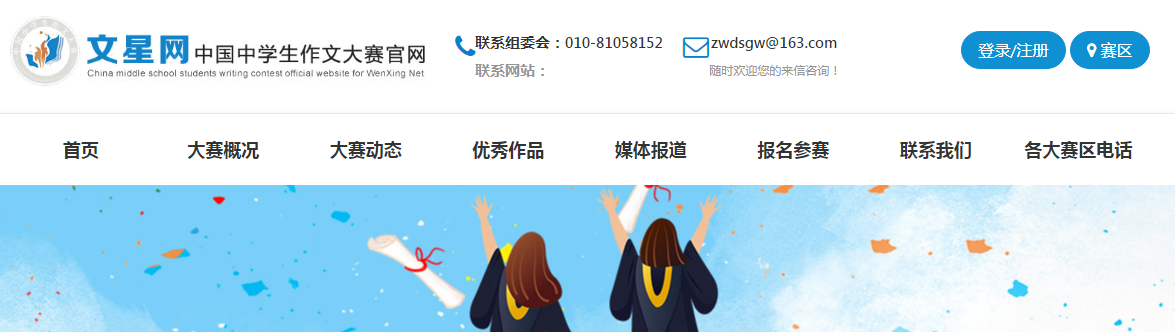 文星网 中国中学生作文大赛官网
China middle school students writing contest official website for WenXing Net
联系组委会：010-81058152
联系网站：
zwdsgw@163.com
随时欢迎您的来信咨询！
登录/注册
赛区
首页
大赛概况
大赛动态
优秀作品
媒体报道
报名参赛
联系我们
各大赛区电话